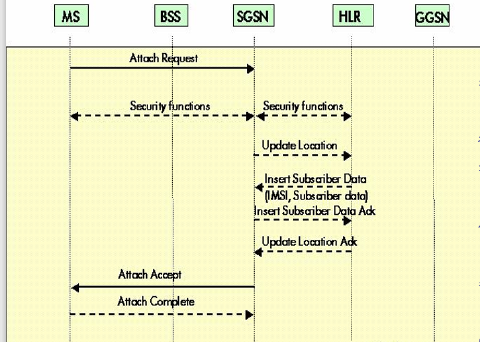 MS BSS SGSN HLR GGSN
Attach Request
Security functions Security functions
Update Location
Insert Subscriber Data
(IMSI, Subscriber data)
Insert Subscriber Data Ack
Update Location Ack
Attach Accept
Attach Complete